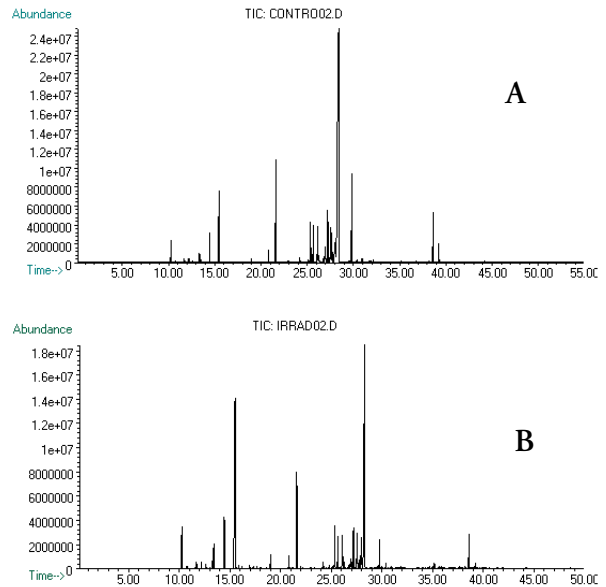 Abundance
TIC: CONTRO02.D
2.4e+07
2.2e+07
2e+07
1.8e+07
1.6e+07
1.4e+07
1.2e+07
1e+07
8000000
6000000
4000000
2000000
0
Time-->
5.00 10.00 15.00 20.00 25.00 30.00 35.00 40.00 45.00 50.00 55.00
A
Abundance
TIC: IRRAD02.D
1.8e+07
1.6e+07
1.4e+07
1.2e+07
1e+07
8000000
6000000
4000000
2000000
0
Time-->
5.00 10.00 15.00 20.00 25.00 30.00 35.00 40.00 45.00 50.00
B